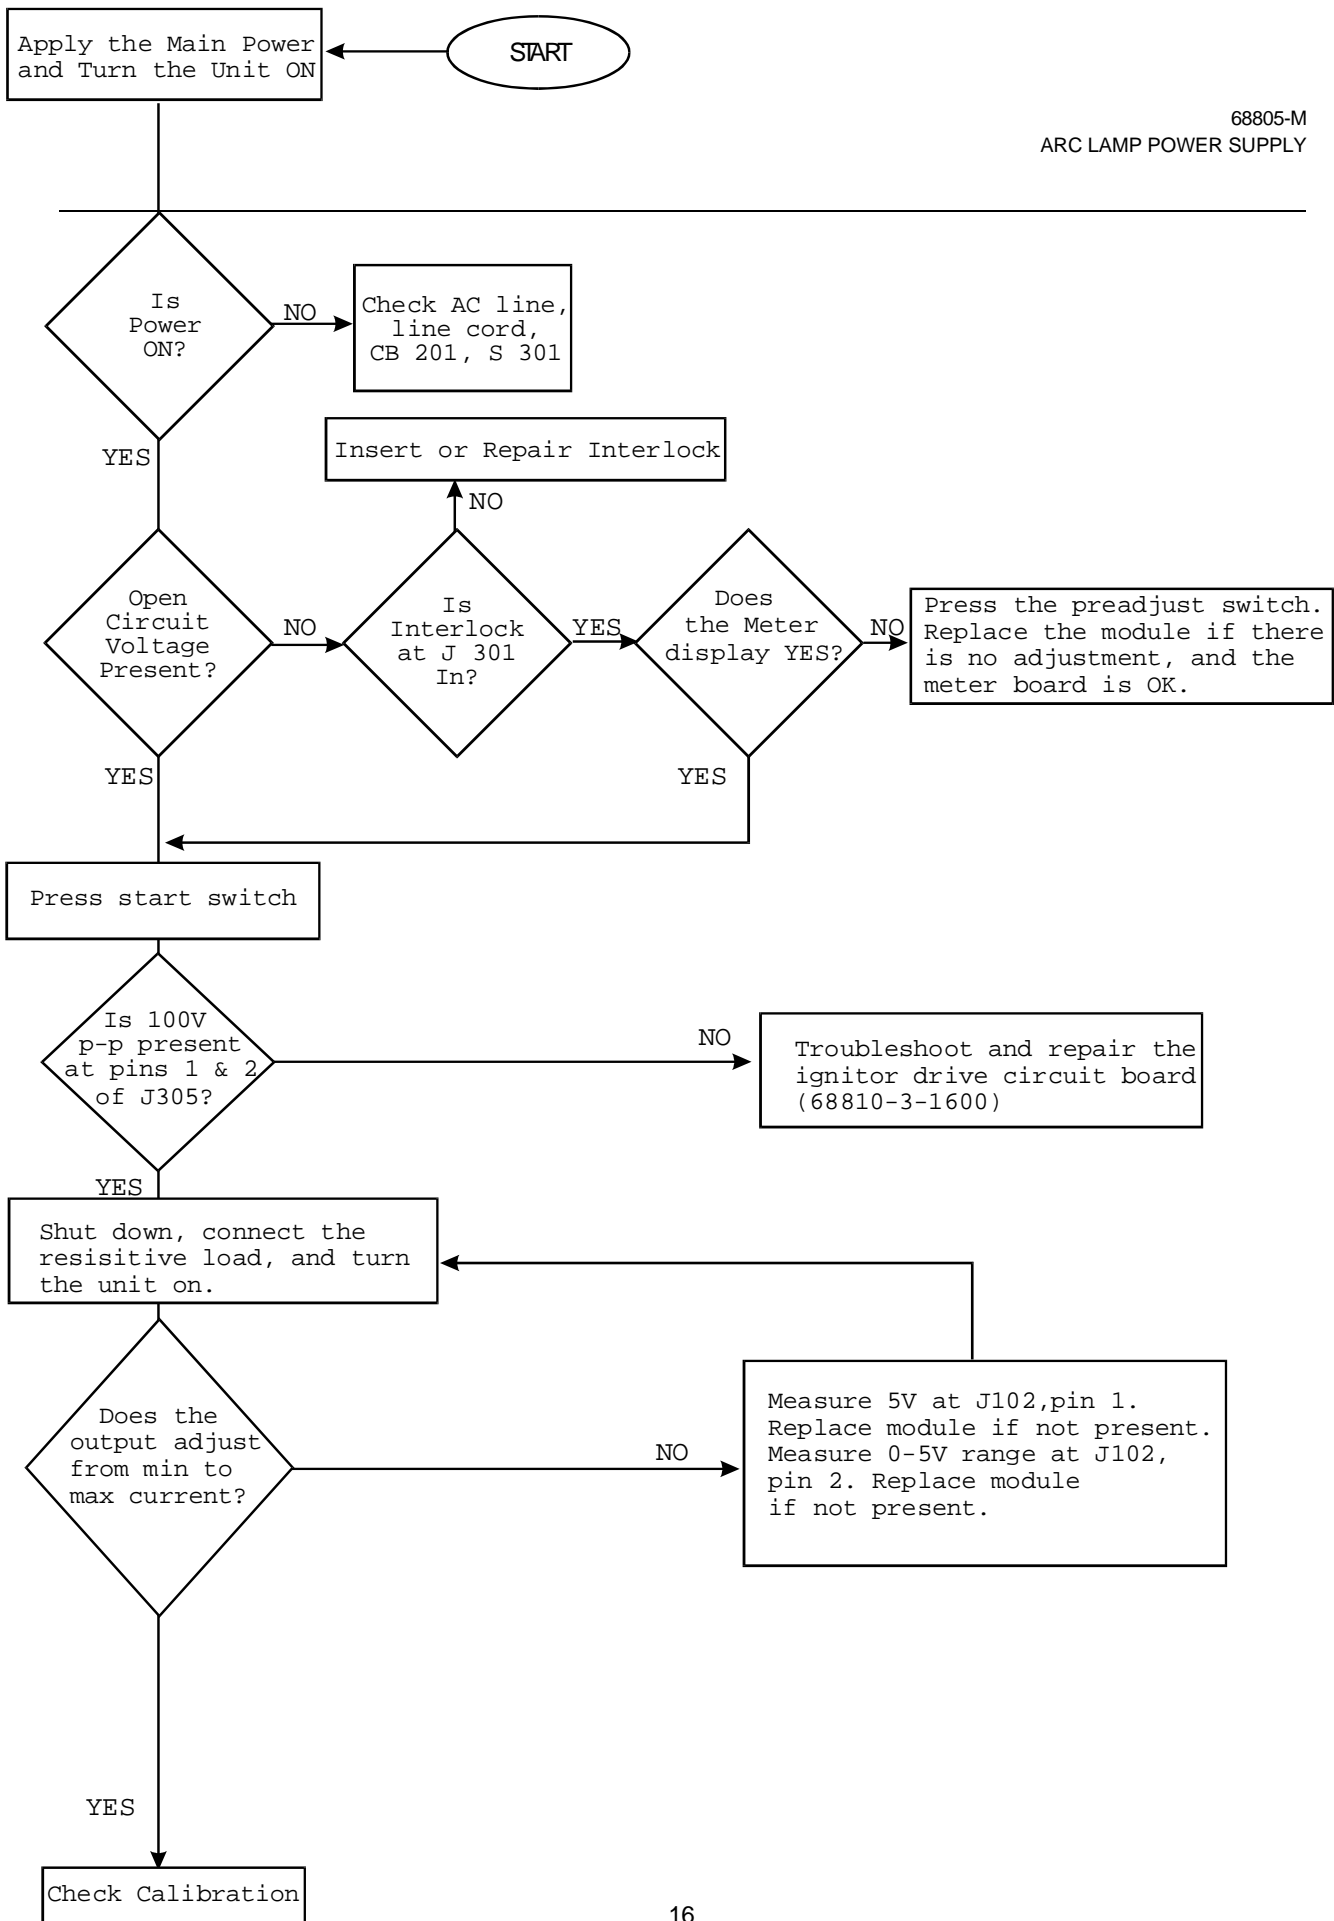 Apply the Main Power
and Turn the Unit ON
START
68805-M
ARC LAMP POWER SUPPLY
Is
Power
ON?
NO
Check AC line,
line cord,
CB 201, S 301
YES
Insert or Repair Interlock
NO
Open
Circuit
Voltage
Present?
NO
Is
Interlock
at J 301
In?
YES
Does
the Meter
display YES?
NO
Press the preadjust switch.
Replace the module if there
is no adjustment, and the
meter board is OK.
YES
YES
Press start switch
Is 100V
p-p present
at pins 1 & 2
of J305?
NO
Troubleshoot and repair the
ignitor drive circuit board
(68810-3-1600)
YES
Shut down, connect the
resisitive load, and turn
the unit on.
Does the
output adjust
from min to
max current?
NO
Measure 5V at J102,pin 1.
Replace module if not present.
Measure 0-5V range at J102,
pin 2. Replace module
if not present.
YES
Check Calibration
16